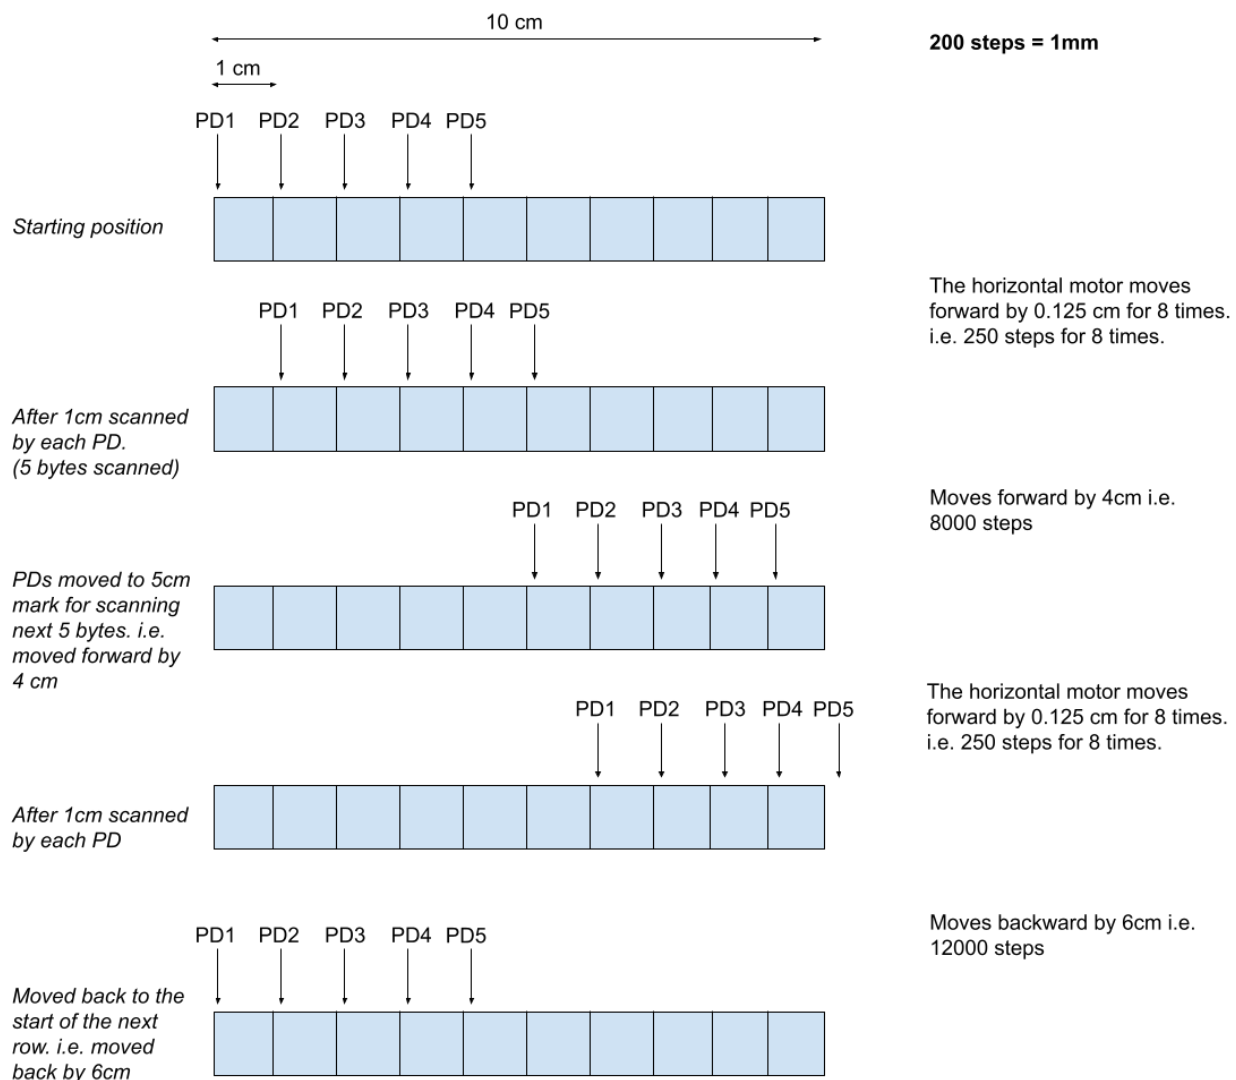 10 cm
200 steps = 1mm
1 cm
PD1 PD2 PD3 PD4 PD5
Starting position
The horizontal motor moves
forward by 0.125 cm for 8 times.
i.e. 250 steps for 8 times.
PD1 PD2 PD3 PD4 PD5
After 1cm scanned
by each PD.
(5 bytes scanned)
Moves forward by 4cm i.e.
8000 steps
PD1 PD2 PD3 PD4 PD5
PDs moved to 5cm
mark for scanning
next 5 bytes. i.e.
moved forward by
4 cm
The horizontal motor moves
forward by 0.125 cm for 8 times.
i.e. 250 steps for 8 times.
PD1 PD2 PD3 PD4 PD5
After 1cm scanned
by each PD
Moves backward by 6cm i.e.
12000 steps
PD1 PD2 PD3 PD4 PD5
Moved back to the
start of the next
row. i.e. moved
back by 6cm